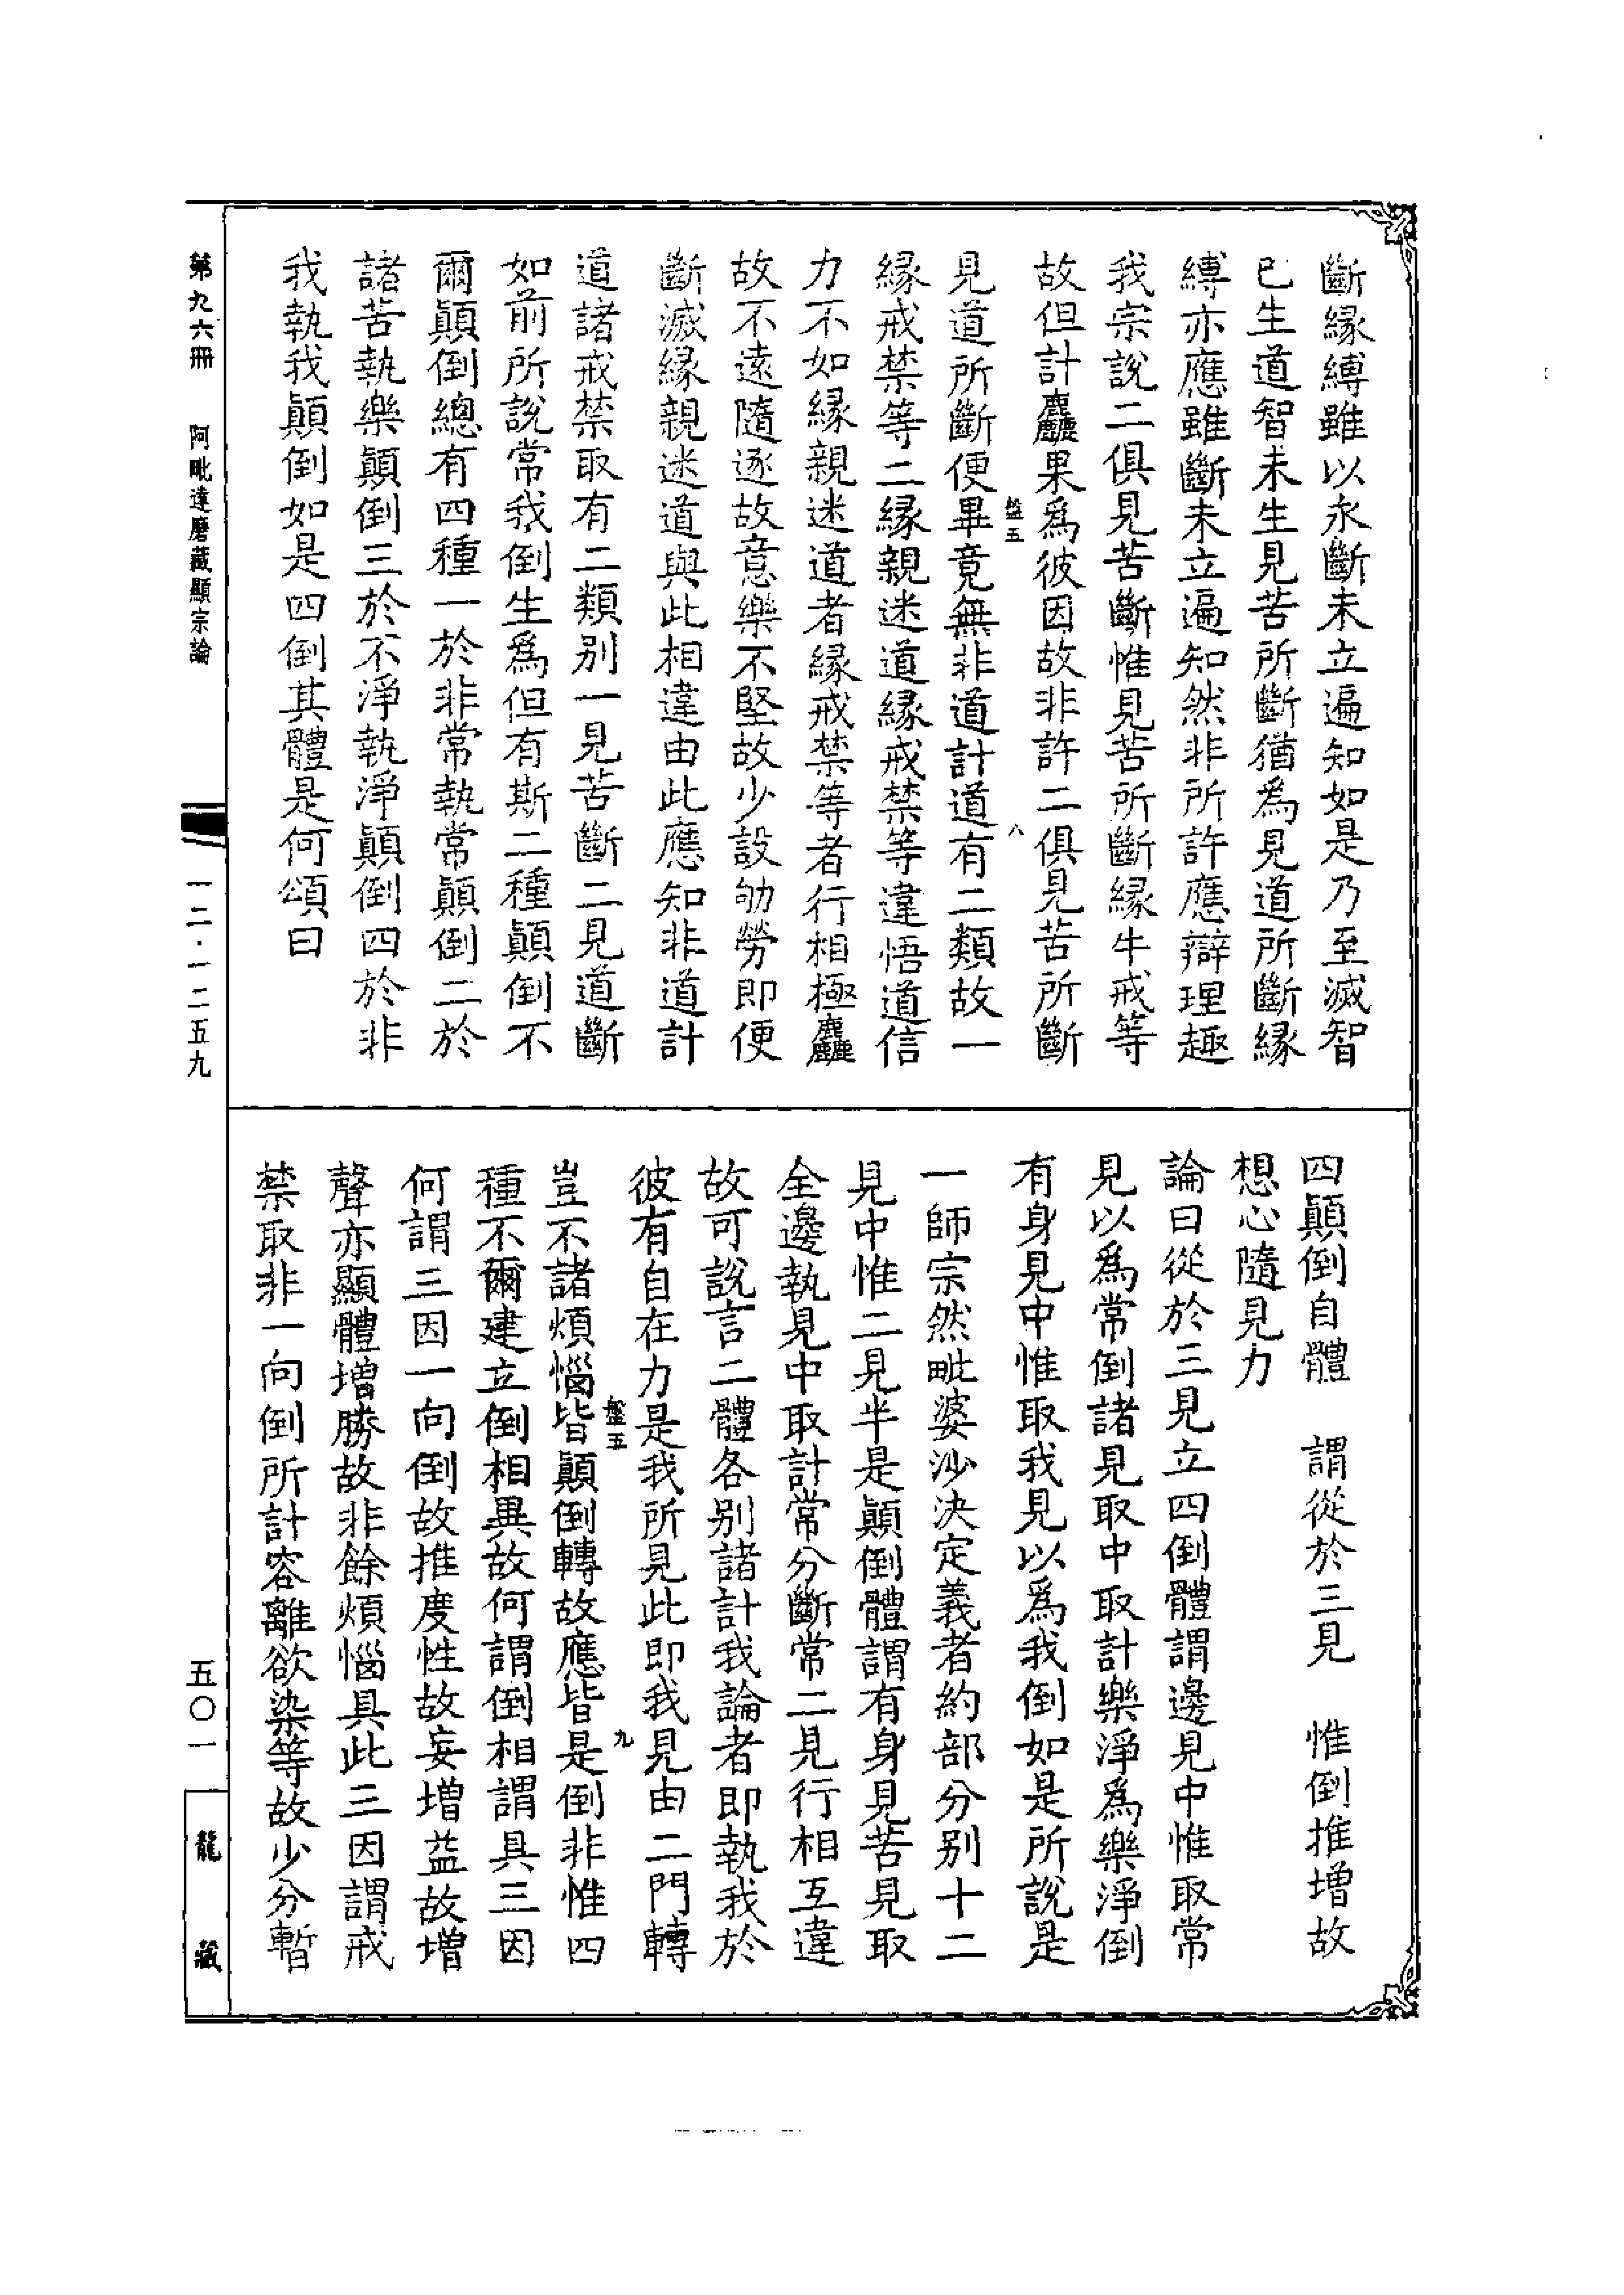 斷緣縛雖以永斷未立遍知如是乃至滅智
已生道智未生見苦所斷猶為見道所斷緣
縛亦應雖斷未立遍知然非所許應辯理趣
我宗說二俱見苦斷惟見苦所斷緣牛戒等
故但計麤果為彼因故非許二俱見苦所斷
盤五 八
見道所斷便畢竟無非道計道有二類故一
緣戒禁等二緣親迷道緣戒禁等違悟道信
力不如緣親迷道者緣戒禁等者行相極麤
故不遠隨逐故意樂不堅故少設劬勞即便
斷滅緣親迷道與此相違由此應知非道計
道諸戒禁取有二類別一見苦斷二見道斷
如前所說常我倒生為但有斯二種顛倒不
爾顛倒總有四種一於非常執常顛倒二於
諸苦執樂顛倒三於不淨執淨顛倒四於非
我執我顛倒如是四倒其體是何頌曰
四顛倒自體　謂從於三見　惟倒推增故
想心隨見力
論曰從於三見立四倒體謂邊見中惟取常
見以為常倒諸見取中取計樂淨為樂淨倒
有身見中惟取我見以為我倒如是所說是
一師宗然毗婆沙決定義者約部分別十二
見中惟二見半是顛倒體謂有身見苦見取
全邊執見中取計常分斷常二見行相互違
故可說言二體各別諸計我論者即執我於
彼有自在力是我所見此即我見由二門轉
盤五 九
豈不諸煩惱皆顛倒轉故應皆是倒非惟四
種不爾建立倒相異故何謂倒相謂具三因
何謂三因一向倒故推度性故妄增益故增
聲亦顯體增勝故非餘煩惱具此三因謂戒
禁取非一向倒所計容離欲染等故少分暫
第九六冊　阿毗達磨藏顯宗論
一二·一二五九
五〇一
龍藏